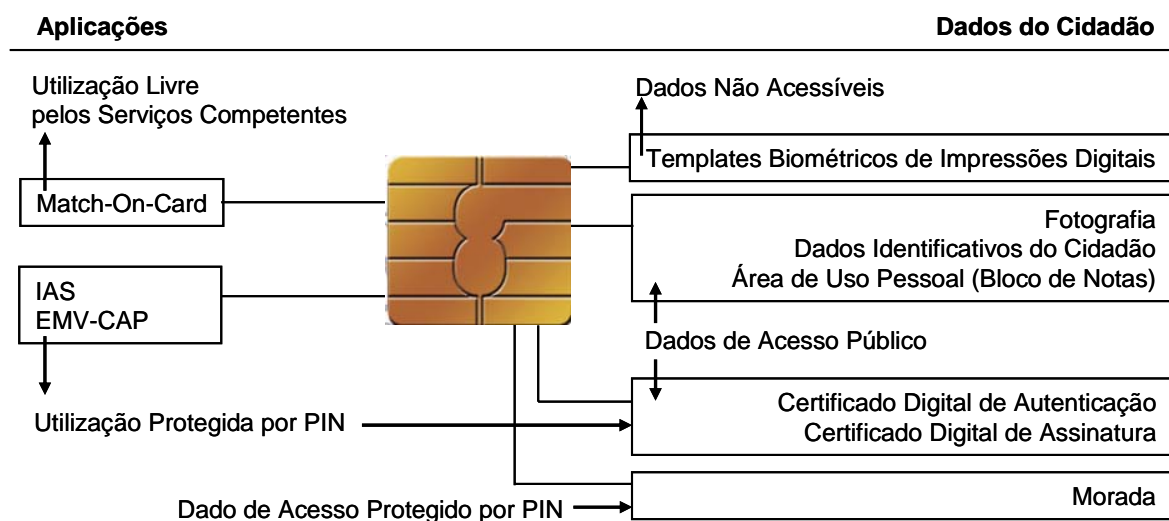 Aplicações
Dados do Cidadão
Utilização Livre
pelos Serviços Competentes
Dados Não Acessíveis
Templates Biométricos de Impressões Digitais
Match-On-Card
Fotografia
Dados Identificativos do Cidadão
Área de Uso Pessoal (Bloco de Notas)
IAS
EMV-CAP
Dados de Acesso Público
Certificado Digital de Autenticação
Certificado Digital de Assinatura
Utilização Protegida por PIN
Morada
Dado de Acesso Protegido por PIN